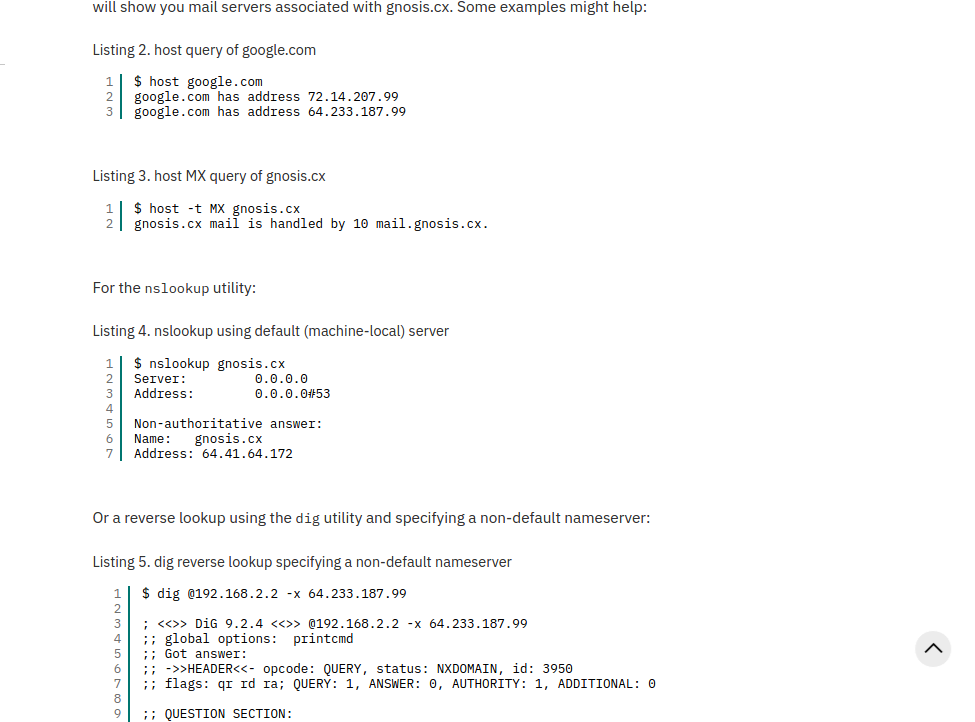 will show you mail servers associated with gnosis.cx. Some examples might help:
Listing 2. host query of google.com
1 $ host google.com
2 google.com has address 72.14.207.99
3 google.com has address 64.233.187.99
Listing 3. host MX query of gnosis.cx
1 $ host -t MX gnosis.cx
2 gnosis.cx mail is handled by 10 mail.gnosis.cx.
For the nslookup utility:
Listing 4. nslookup using default (machine-local) server
1 $ nslookup gnosis.cx
2 Server:         0.0.0.0
3 Address:        0.0.0.0#53
4
5 Non-authoritative answer:
6 Name:   gnosis.cx
7 Address: 64.41.64.172
Or a reverse lookup using the dig utility and specifying a non-default nameserver:
Listing 5. dig reverse lookup specifying a non-default nameserver
1 $ dig @192.168.2.2 -x 64.233.187.99
2
3 ; <<>> DiG 9.2.4 <<>> @192.168.2.2 -x 64.233.187.99
4 ;; global options:  printcmd
5 ;; Got answer:
6 ;; ->>HEADER<<- opcode: QUERY, status: NXDOMAIN, id: 3950
7 ;; flags: qr rd ra; QUERY: 1, ANSWER: 0, AUTHORITY: 1, ADDITIONAL: 0
8
9 ;; QUESTION SECTION: